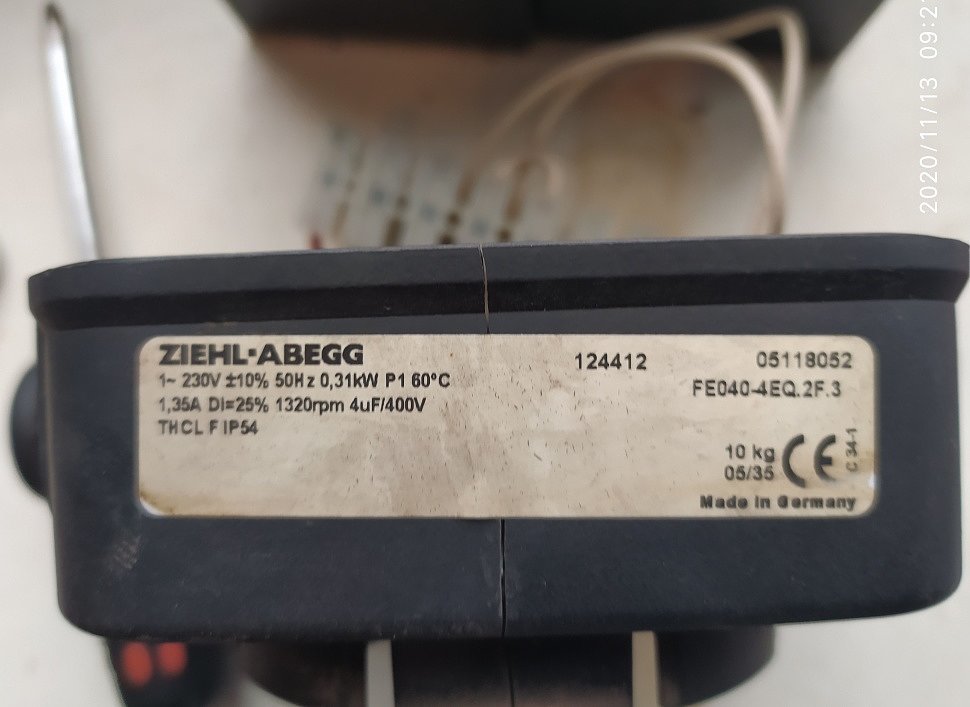 ZIEHL-ABEGG
1~ 230V ±10% 50Hz 0,31kW P1 60°C
1,35A DI=25% 1320rpm 4uF/400V
THCL F IP54
124412
05118052
FE040-4EQ.2F.3
10 kg
05/35
CE
C 34-1
Made in Germany
2020/11/13 09:21